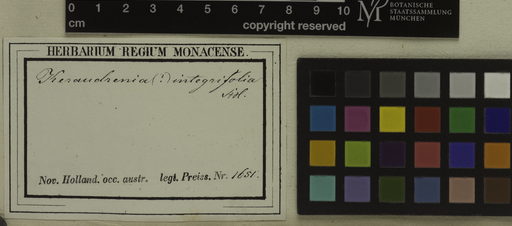 0 1 2 3 4 5 6 7 8 9 10
cm
copyright reserved
BOTANISCHE
STAATSSAMMLUNG
MÜNCHEN
HERBARIUM REGIUM MONACENSE.
Keraudrenia (?) integrifolia
Std.
Nov. Holland. occ. austr. legt. Preiss. Nr. 1651.